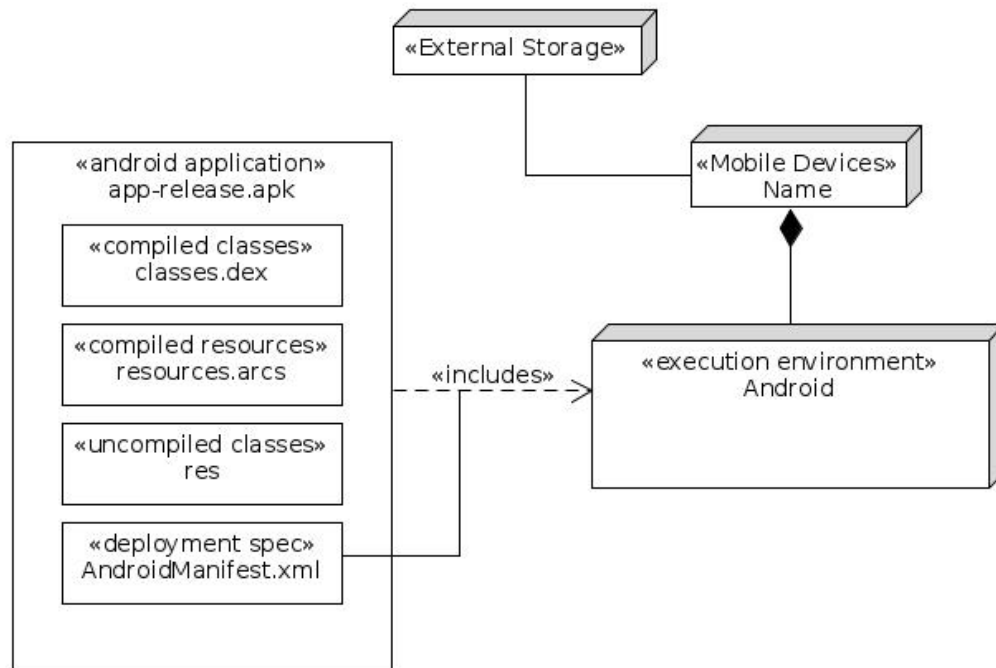 «External Storage»
«Mobile Devices»
Name
«android application»
app-release.apk
«compiled classes»
classes.dex
«compiled resources»
resources.arcs
«uncompiled classes»
res
«deployment spec»
AndroidManifest.xml
«includes»
«execution environment»
Android